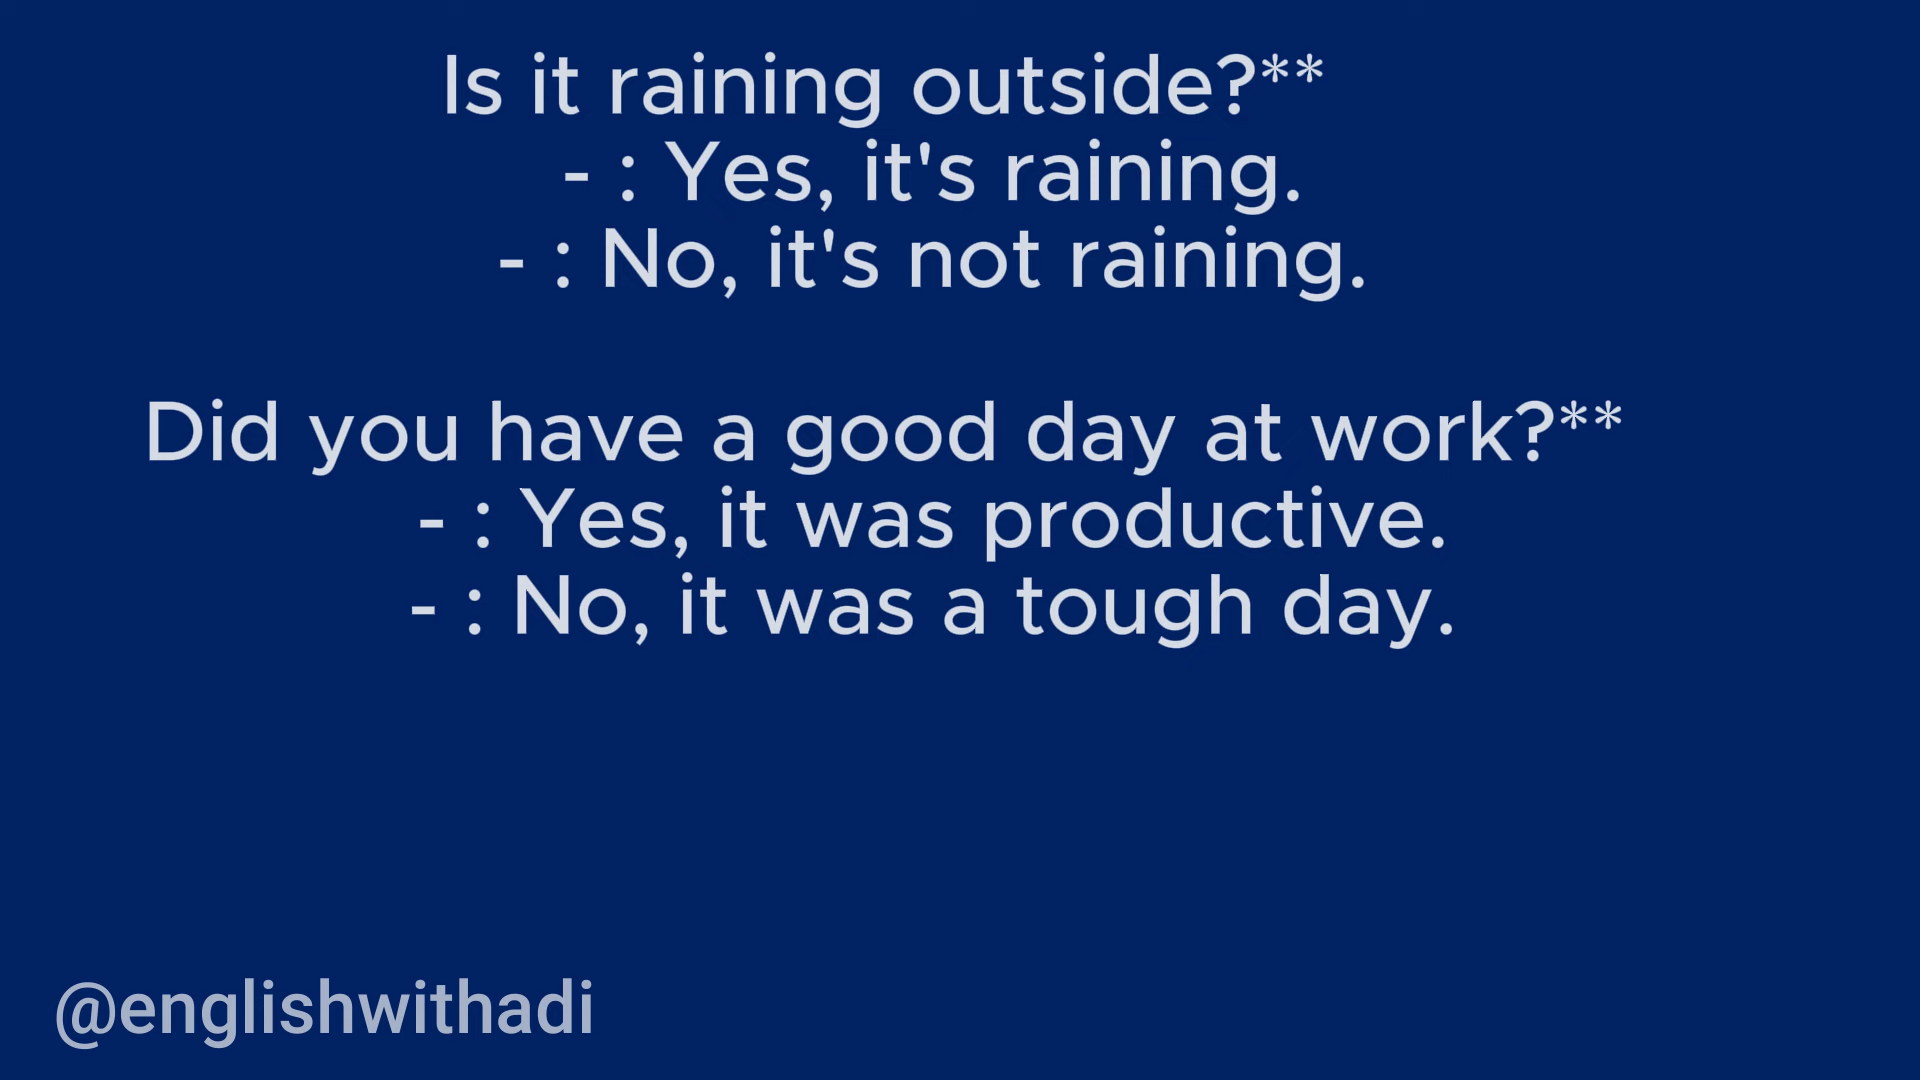 Is it raining outside?**
- : Yes, it's raining.
- : No, it's not raining.
Did you have a good day at work?**
- : Yes, it was productive.
- : No, it was a tough day.
@englishwithadi